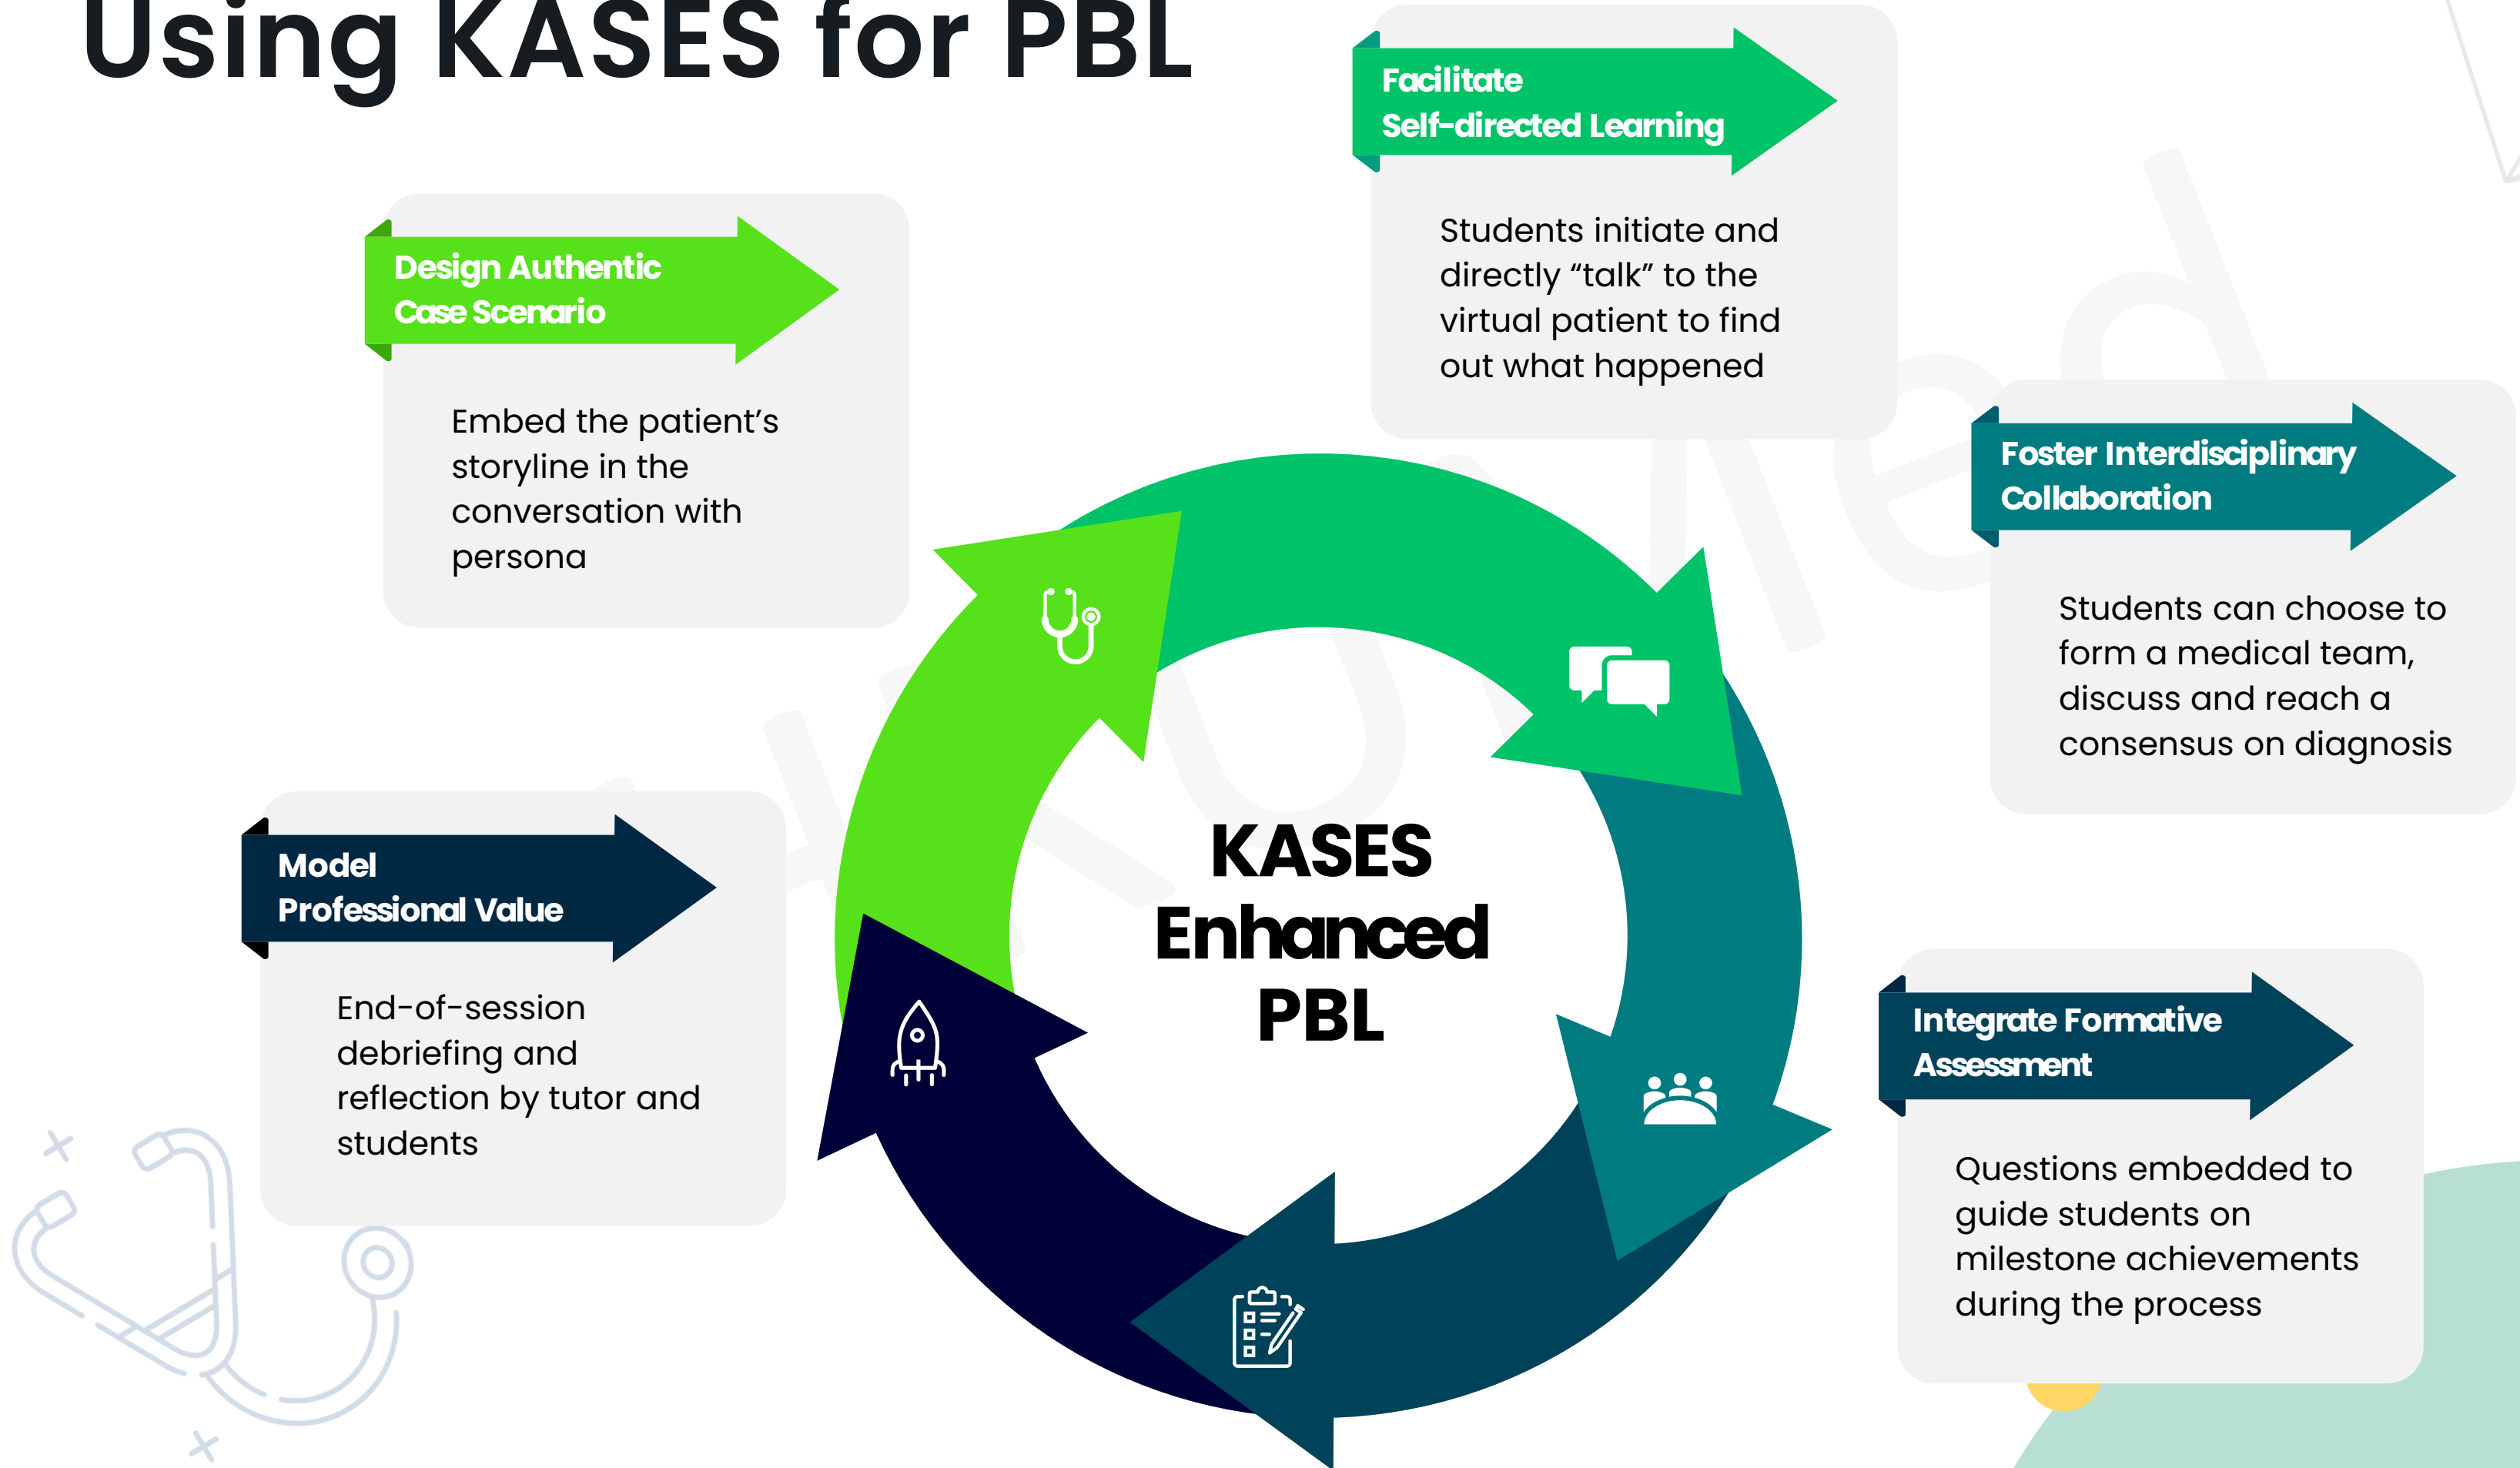 Using KASES for PBL
Design Authentic
Case Scenario
Embed the patient’s
storyline in the
conversation with
persona
Facilitate
Self-directed Learning
Students initiate and
directly “talk” to the
virtual patient to find
out what happened
Foster Interdisciplinary
Collaboration
Students can choose to
form a medical team,
discuss and reach a
consensus on diagnosis
Integrate Formative
Assessment
Questions embedded to
guide students on
milestone achievements
during the process
Model
Professional Value
End-of-session
debriefing and
reflection by tutor and
students
KASES
Enhanced
PBL